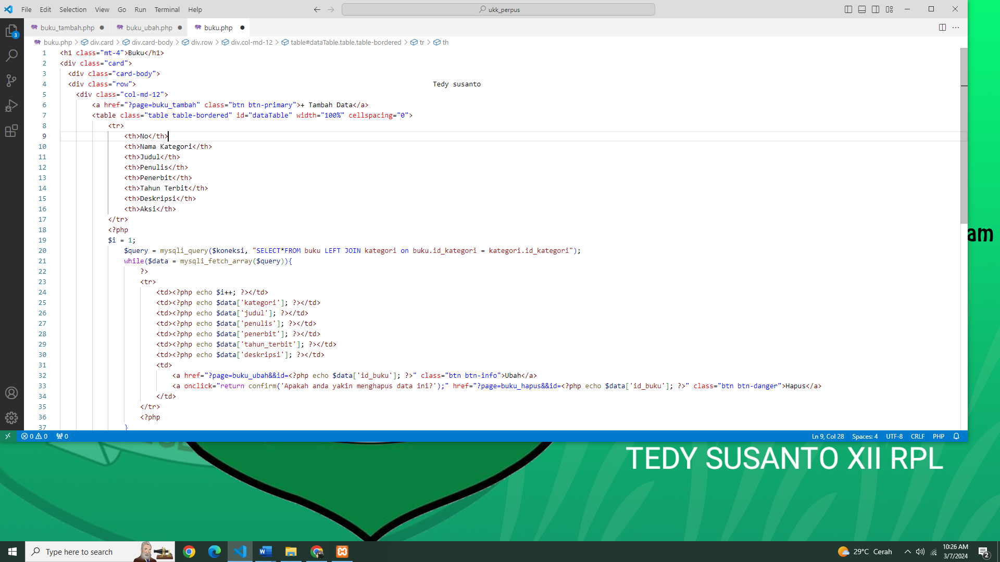 File Edit Selection View Go Run Terminal Help ukk_perpus
buku_tambah.php buku_ubah.php buku.php
3
buku.php > div.card > div.card-body > div.row > div.col-md-12 > table#dataTable.table.table-bordered > tr > th
1 <h1 class="mt-4">Buku</h1>
2 <div class="card">
3 <div class="card-body">
4 <div class="row"> Tedy susanto
5 <div class="col-md-12">
6 <a href="?page=buku_tambah" class="btn btn-primary">+ Tambah Data</a>
7 <table class="table table-bordered" id="dataTable" width="100%" cellspacing="0">
8 <tr>
9 <th>No</th>
10 <th>Nama Kategori</th>
11 <th>Judul</th>
12 <th>Penulis</th>
13 <th>Penerbit</th>
14 <th>Tahun Terbit</th>
15 <th>Deskripsi</th>
16 <th>Aksi</th>
17 </tr>
18 <?php
19 $i = 1;
20 $query = mysqli_query($koneksi, "SELECT*FROM buku LEFT JOIN kategori on buku.id_kategori = kategori.id_kategori");
21 while($data = mysqli_fetch_array($query)){
22 ?>
23 <tr>
24 <td><?php echo $i++; ?></td>
25 <td><?php echo $data['kategori']; ?></td>
26 <td><?php echo $data['judul']; ?></td>
27 <td><?php echo $data['penulis']; ?></td>
28 <td><?php echo $data['penerbit']; ?></td>
29 <td><?php echo $data['tahun_terbit']; ?></td>
30 <td><?php echo $data['deskripsi']; ?></td>
31 <td>
32 <a href="?page=buku_ubah&&id=<?php echo $data['id_buku']; ?>" class="btn btn-info">Ubah</a>
33 <a onclick="return confirm('Apakah anda yakin menghapus data ini?');" href="?page=buku_hapus&&id=<?php echo $data['id_buku']; ?>" class="btn btn-danger">Hapus</a>
34 </td>
35 </tr>
36 <?php
37 }
am
0 0 0 Ln 9, Col 28 Spaces: 4 UTF-8 CRLF PHP
TEDY SUSANTO XII RPL
Type here to search 29°C Cerah 10:26 AM
3/7/2024 2